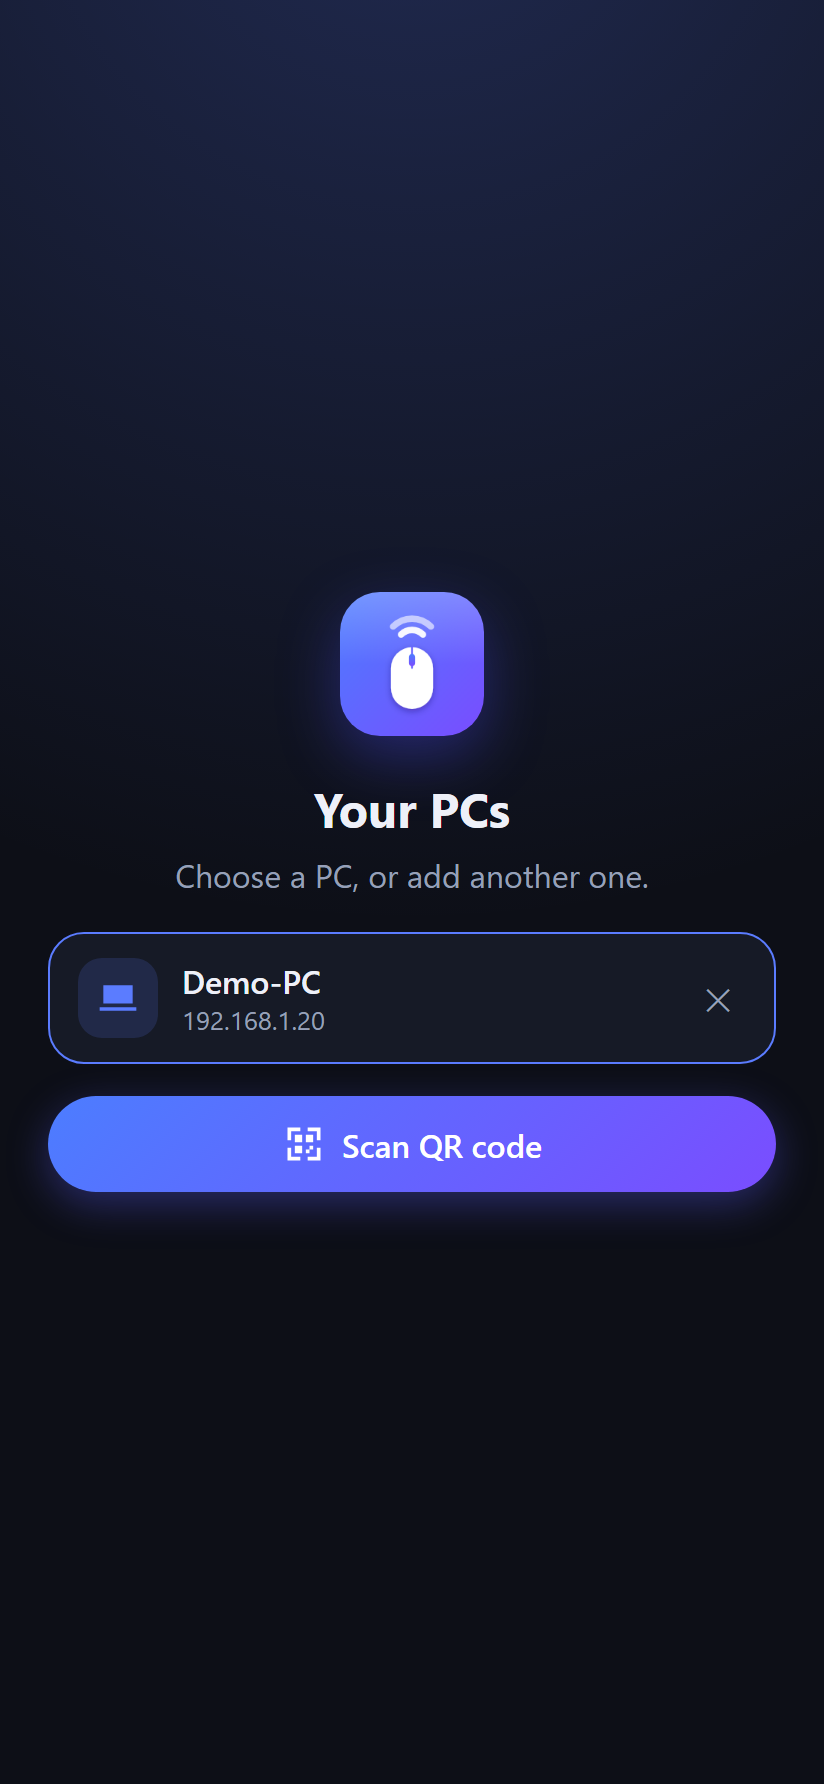 Your PCs
Choose a PC, or add another one.
Demo-PC
192.168.1.20
Scan QR code